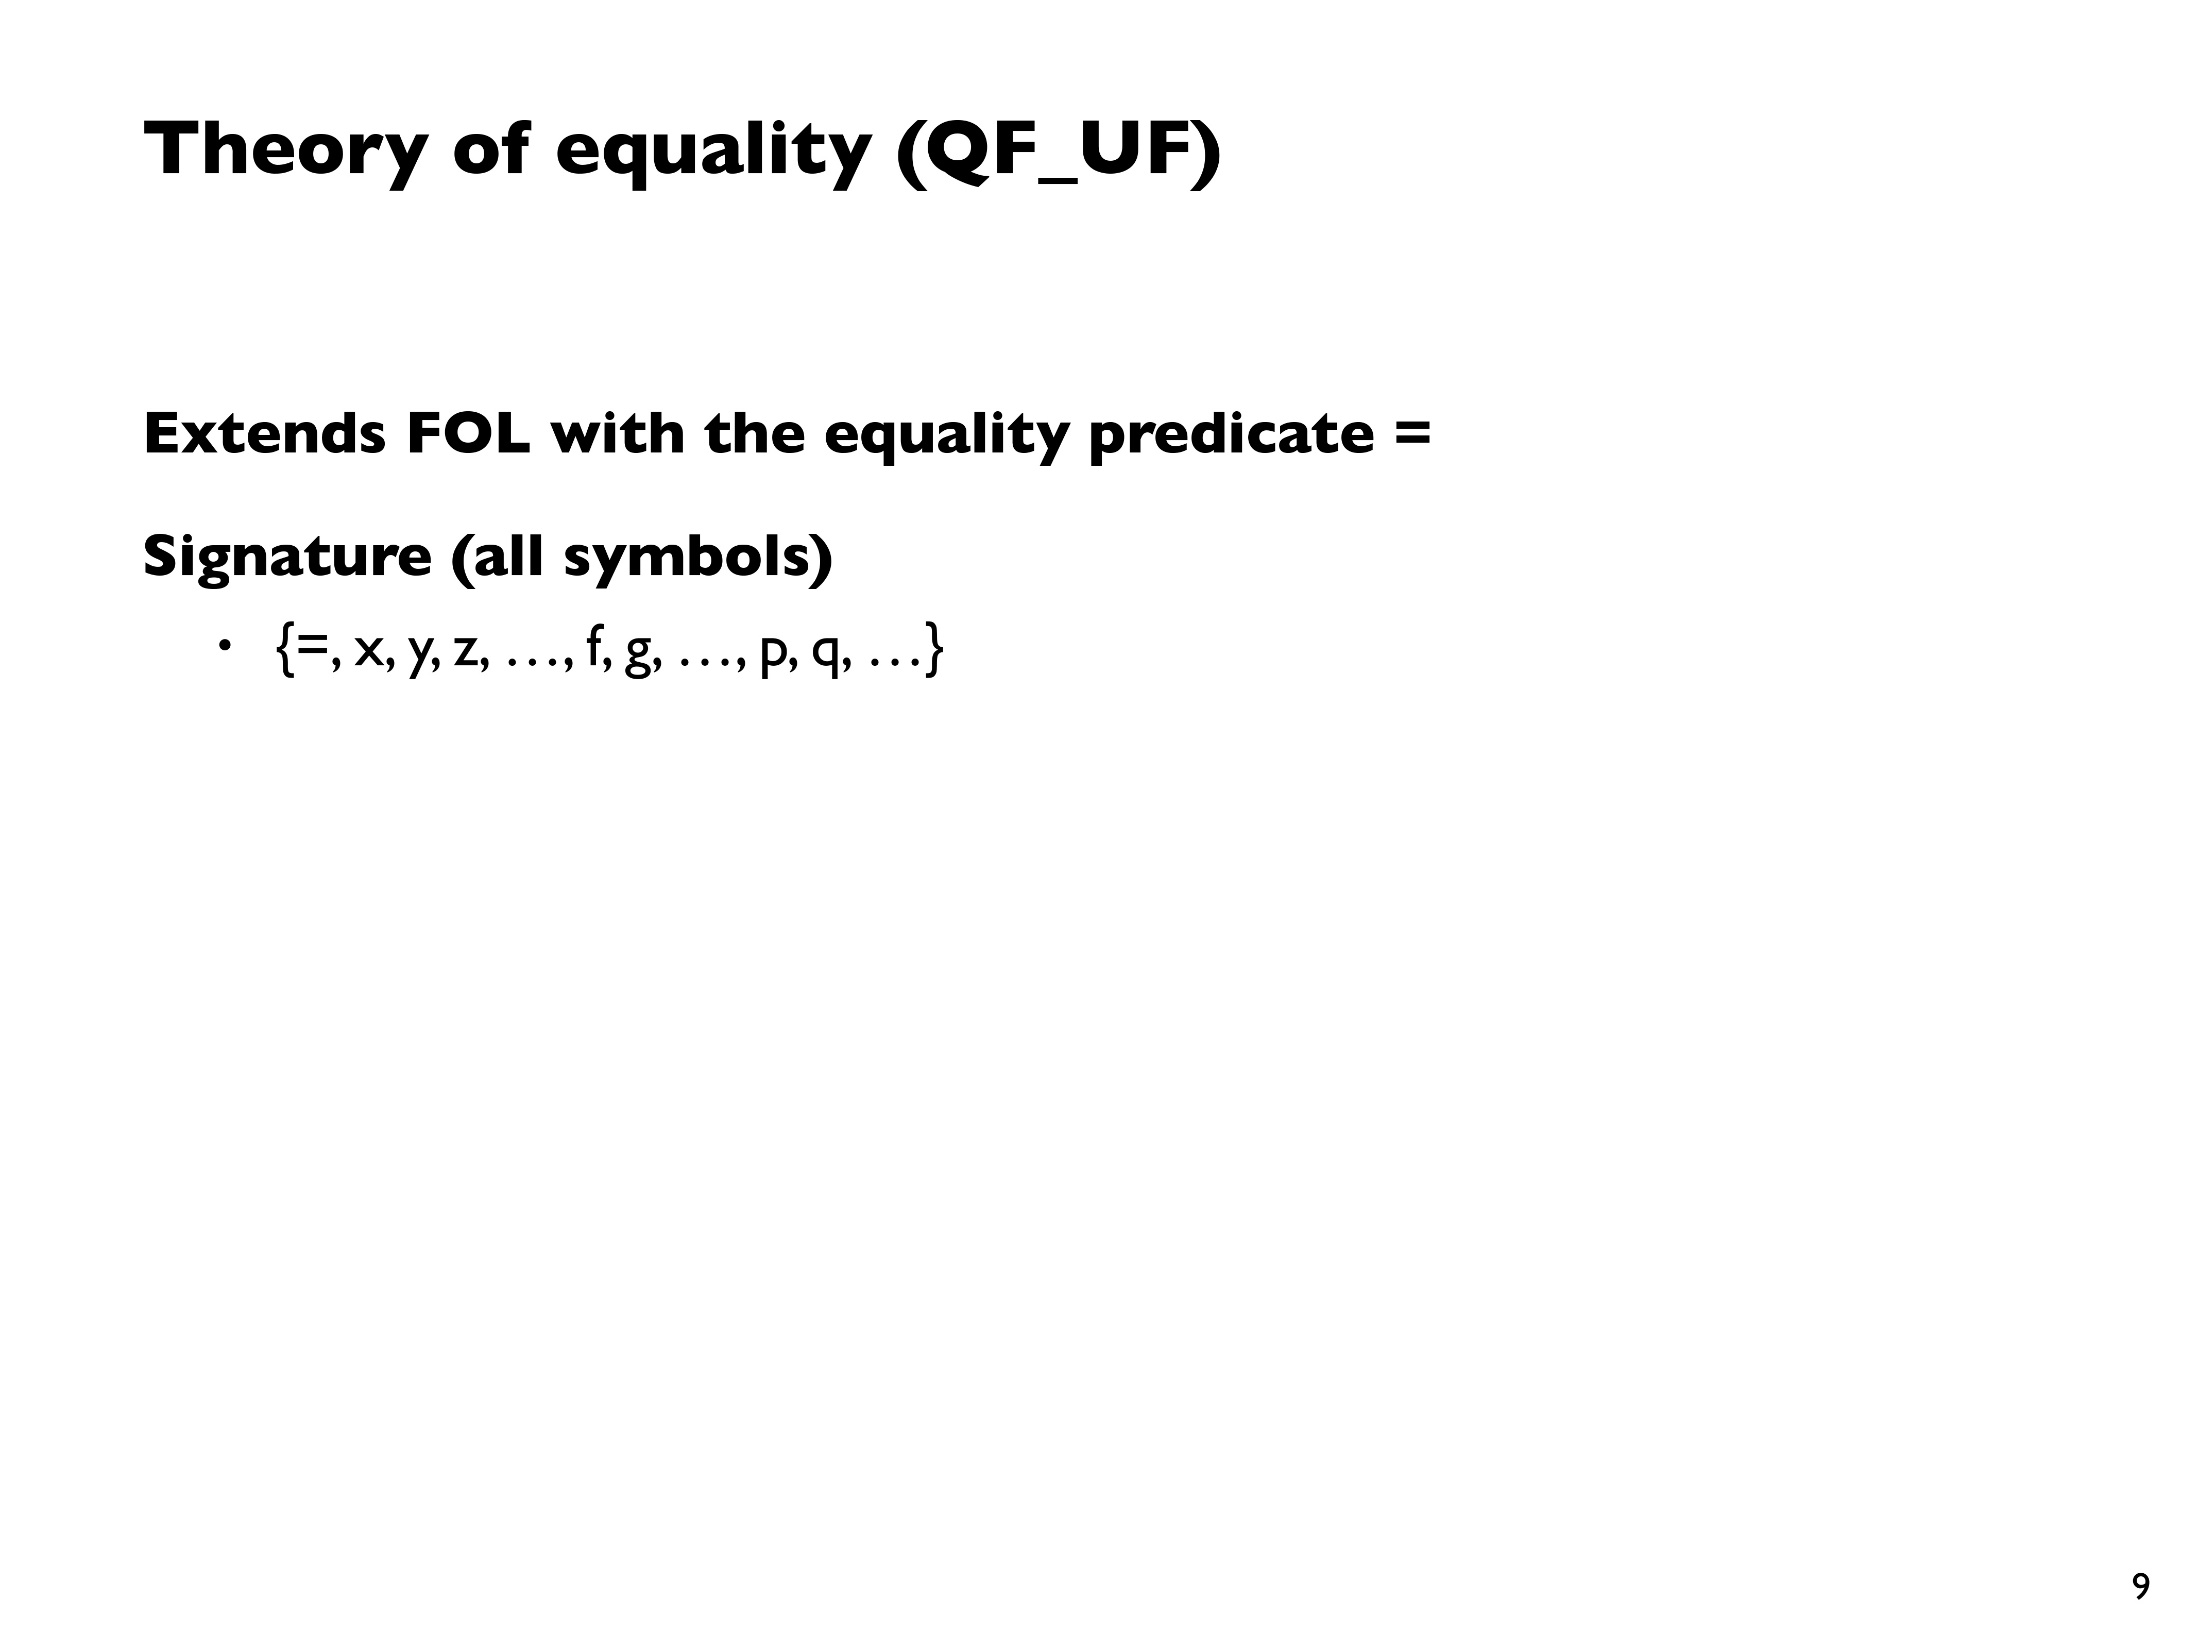 Theory of equality (QF_UF)
Extends FOL with the equality predicate =
Signature (all symbols)
• {=, x, y, z, …, f, g, …, p, q, …}
9